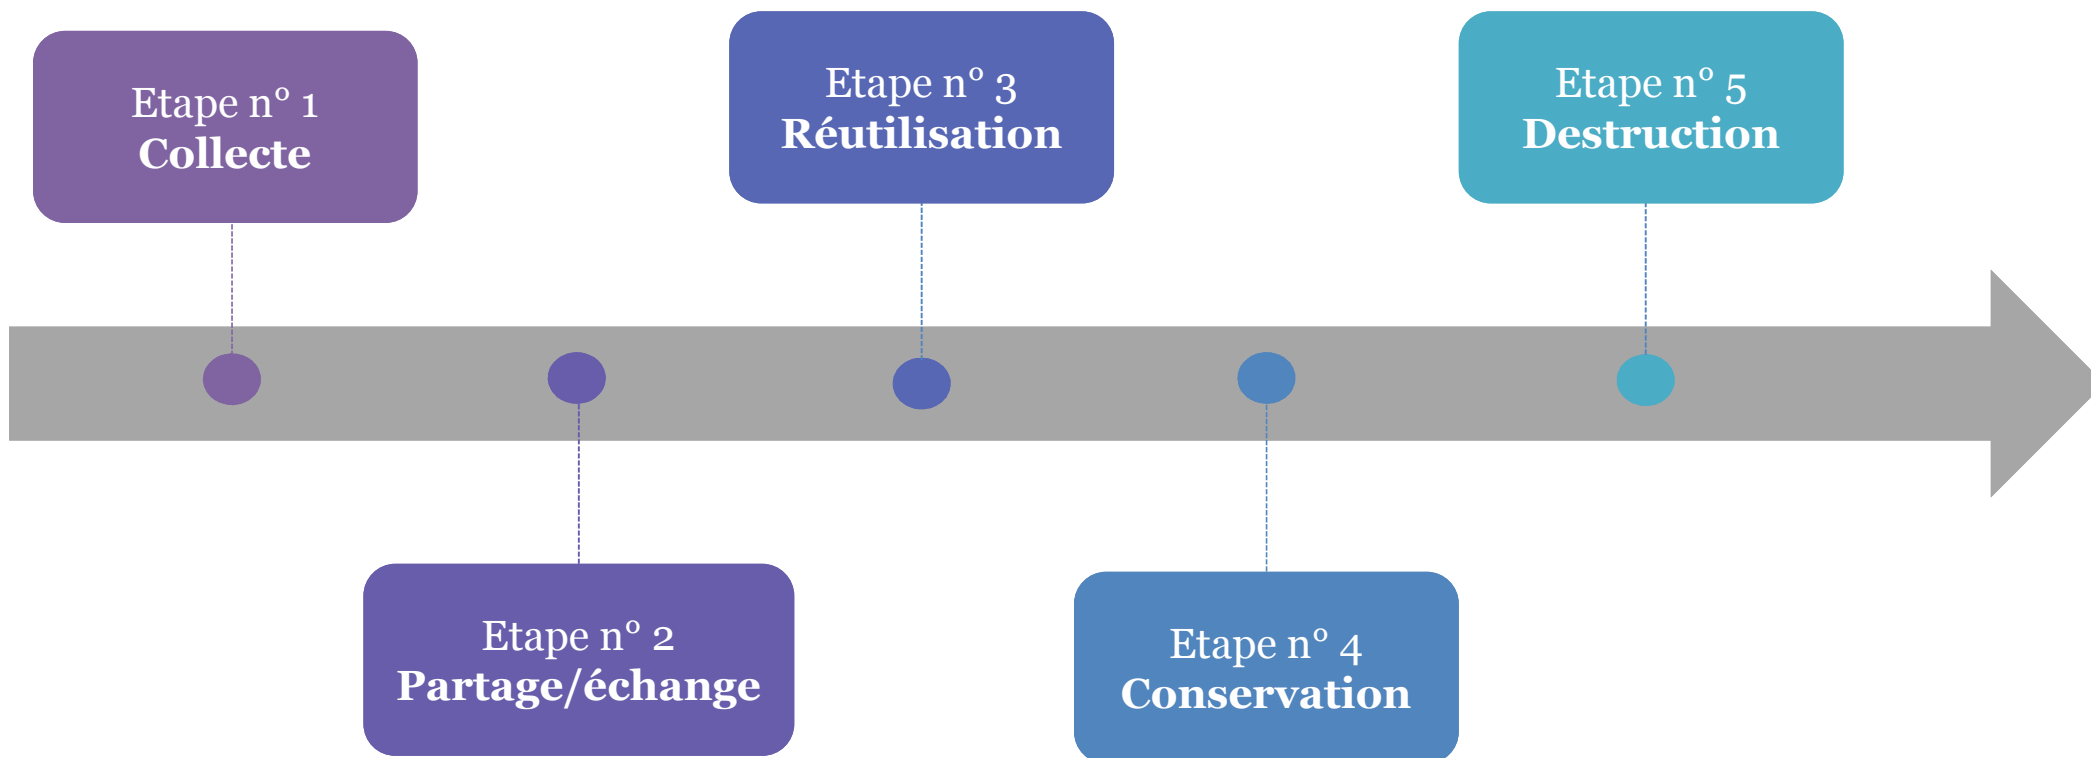 Etape n° 1
Collecte
Etape n° 2
Partage/échange
Etape n° 3
Réutilisation
Etape n° 4
Conservation
Etape n° 5
Destruction